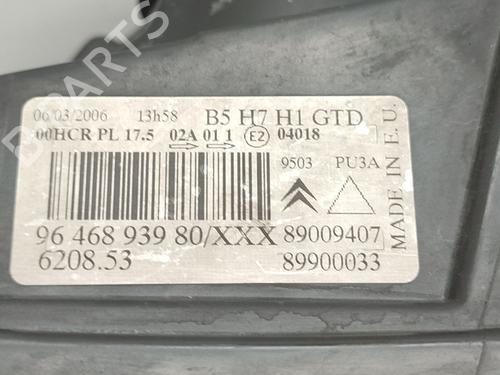 B PARTS
06/03/2006 13h58 B5 H7 H1 GTD
00HCR PL 17.5 02A 01 1 E2 04018
9503 PU3A
MADE IN E.U.
96 468 939 80/XXX 89009407
6208.53 89900033